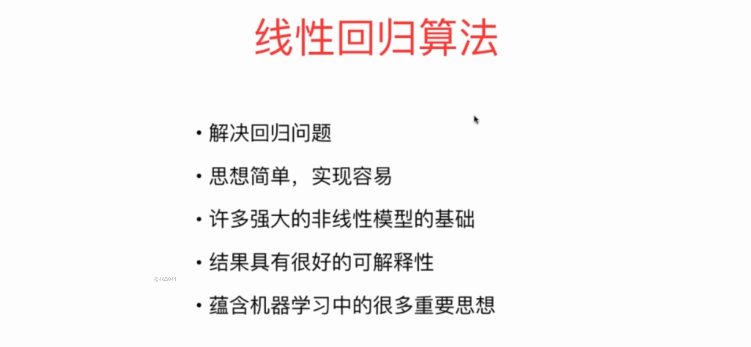 线性回归算法
• 解决回归问题
• 思想简单，实现容易
• 许多强大的非线性模型的基础
• 结果具有很好的可解释性
• 蕴含机器学习中的很多重要思想